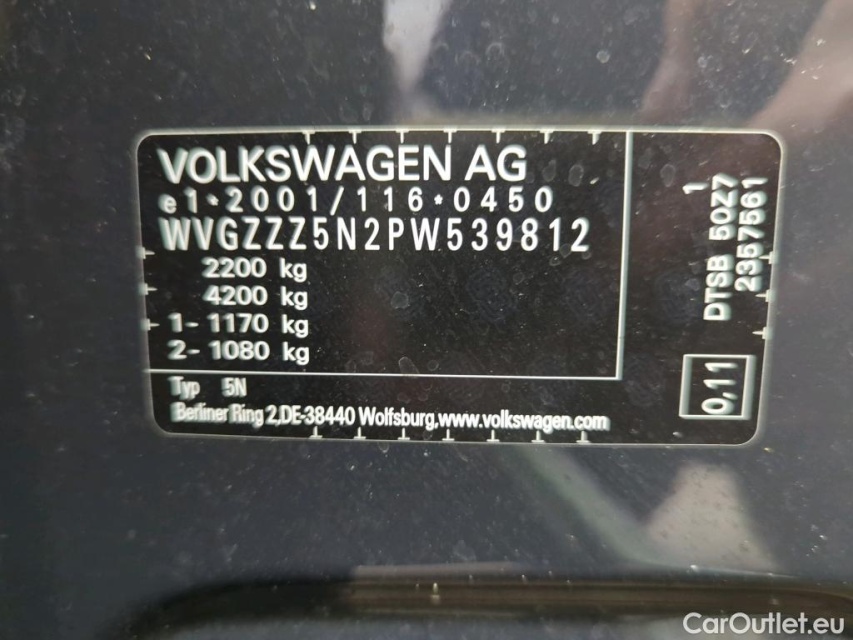 VOLKSWAGEN AG
e1*2001/116*0450
WVGZZZ5N2PW539812
2200 kg
4200 kg
1- 1170 kg
2- 1080 kg
Typ 5N
Berliner Ring 2,DE-38440 Wolfsburg,www.volkswagen.com
1
DTSB 50Z7
2357561
0,11
CarOutlet.eu